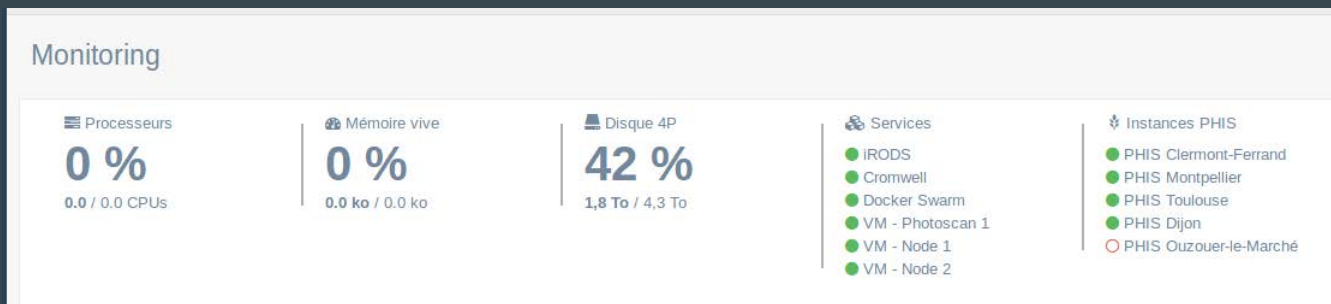 Monitoring
Processeurs
0 %
0.0 / 0.0 CPUs
Mémoire vive
0 %
0.0 ko / 0.0 ko
Disque 4P
42 %
1,8 To / 4,3 To
Services
iRODS
Cromwell
Docker Swarm
VM - Photoscan 1
VM - Node 1
VM - Node 2
Instances PHIS
PHIS Clermont-Ferrand
PHIS Montpellier
PHIS Toulouse
PHIS Dijon
PHIS Ouzouer-le-Marché